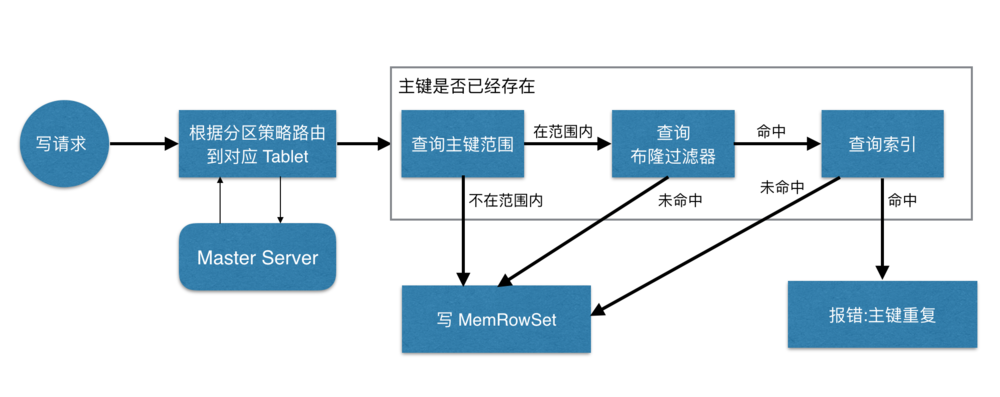 主键是否已经存在
写请求
根据分区策略路由
到对应 Tablet
查询主键范围
在范围内
查询
布隆过滤器
命中
查询索引
不在范围内
未命中
未命中
命中
Master Server
写 MemRowSet
报错:主键重复